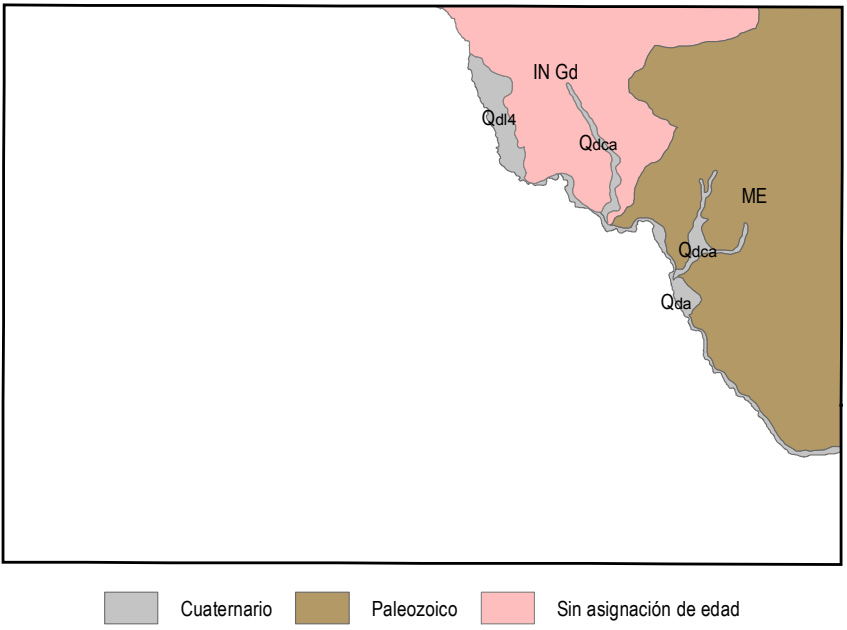 IN Gd
Qdl4
Qdca
ME
Qdca
Qda
Cuaternario
Paleozoico
Sin asignación de edad